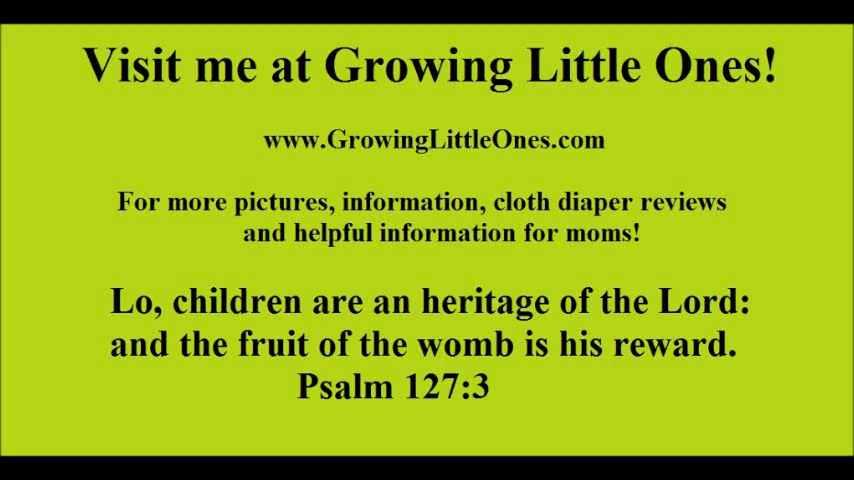 Visit me at Growing Little Ones!
www.GrowingLittleOnes.com
For more pictures, information, cloth diaper reviews
and helpful information for moms!
Lo, children are an heritage of the Lord:
and the fruit of the womb is his reward.
Psalm 127:3